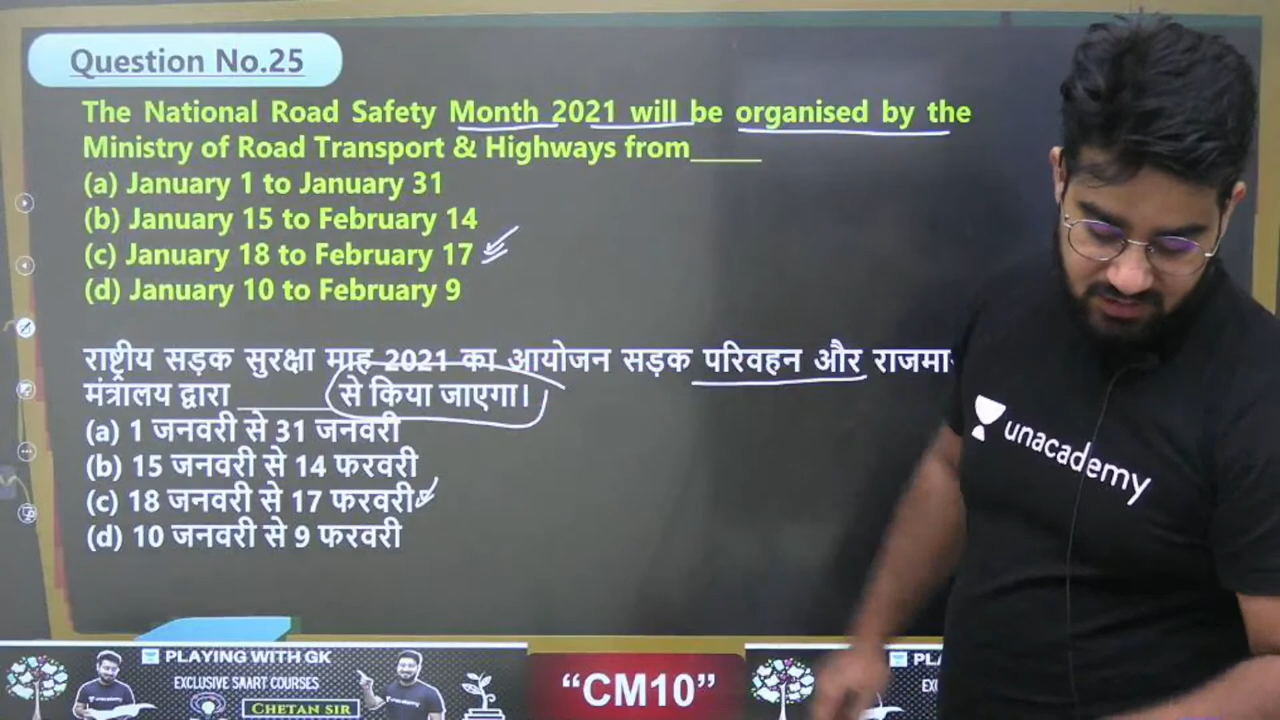 Question No.25
The National Road Safety Month 2021 will be organised by the
Ministry of Road Transport & Highways from_____
(a) January 1 to January 31
(b) January 15 to February 14
(c) January 18 to February 17
(d) January 10 to February 9
राष्ट्रीय सड़क सुरक्षा माह 2021 का आयोजन सड़क परिवहन और राजमा
मंत्रालय द्वारा _______ से किया जाएगा।
(a) 1 जनवरी से 31 जनवरी
(b) 15 जनवरी से 14 फरवरी
(c) 18 जनवरी से 17 फरवरी
(d) 10 जनवरी से 9 फरवरी
unacademy
PLAYING WITH GK
EXCLUSIVE SAART COURSES
CHETAN SIR
"CM10"
PLA